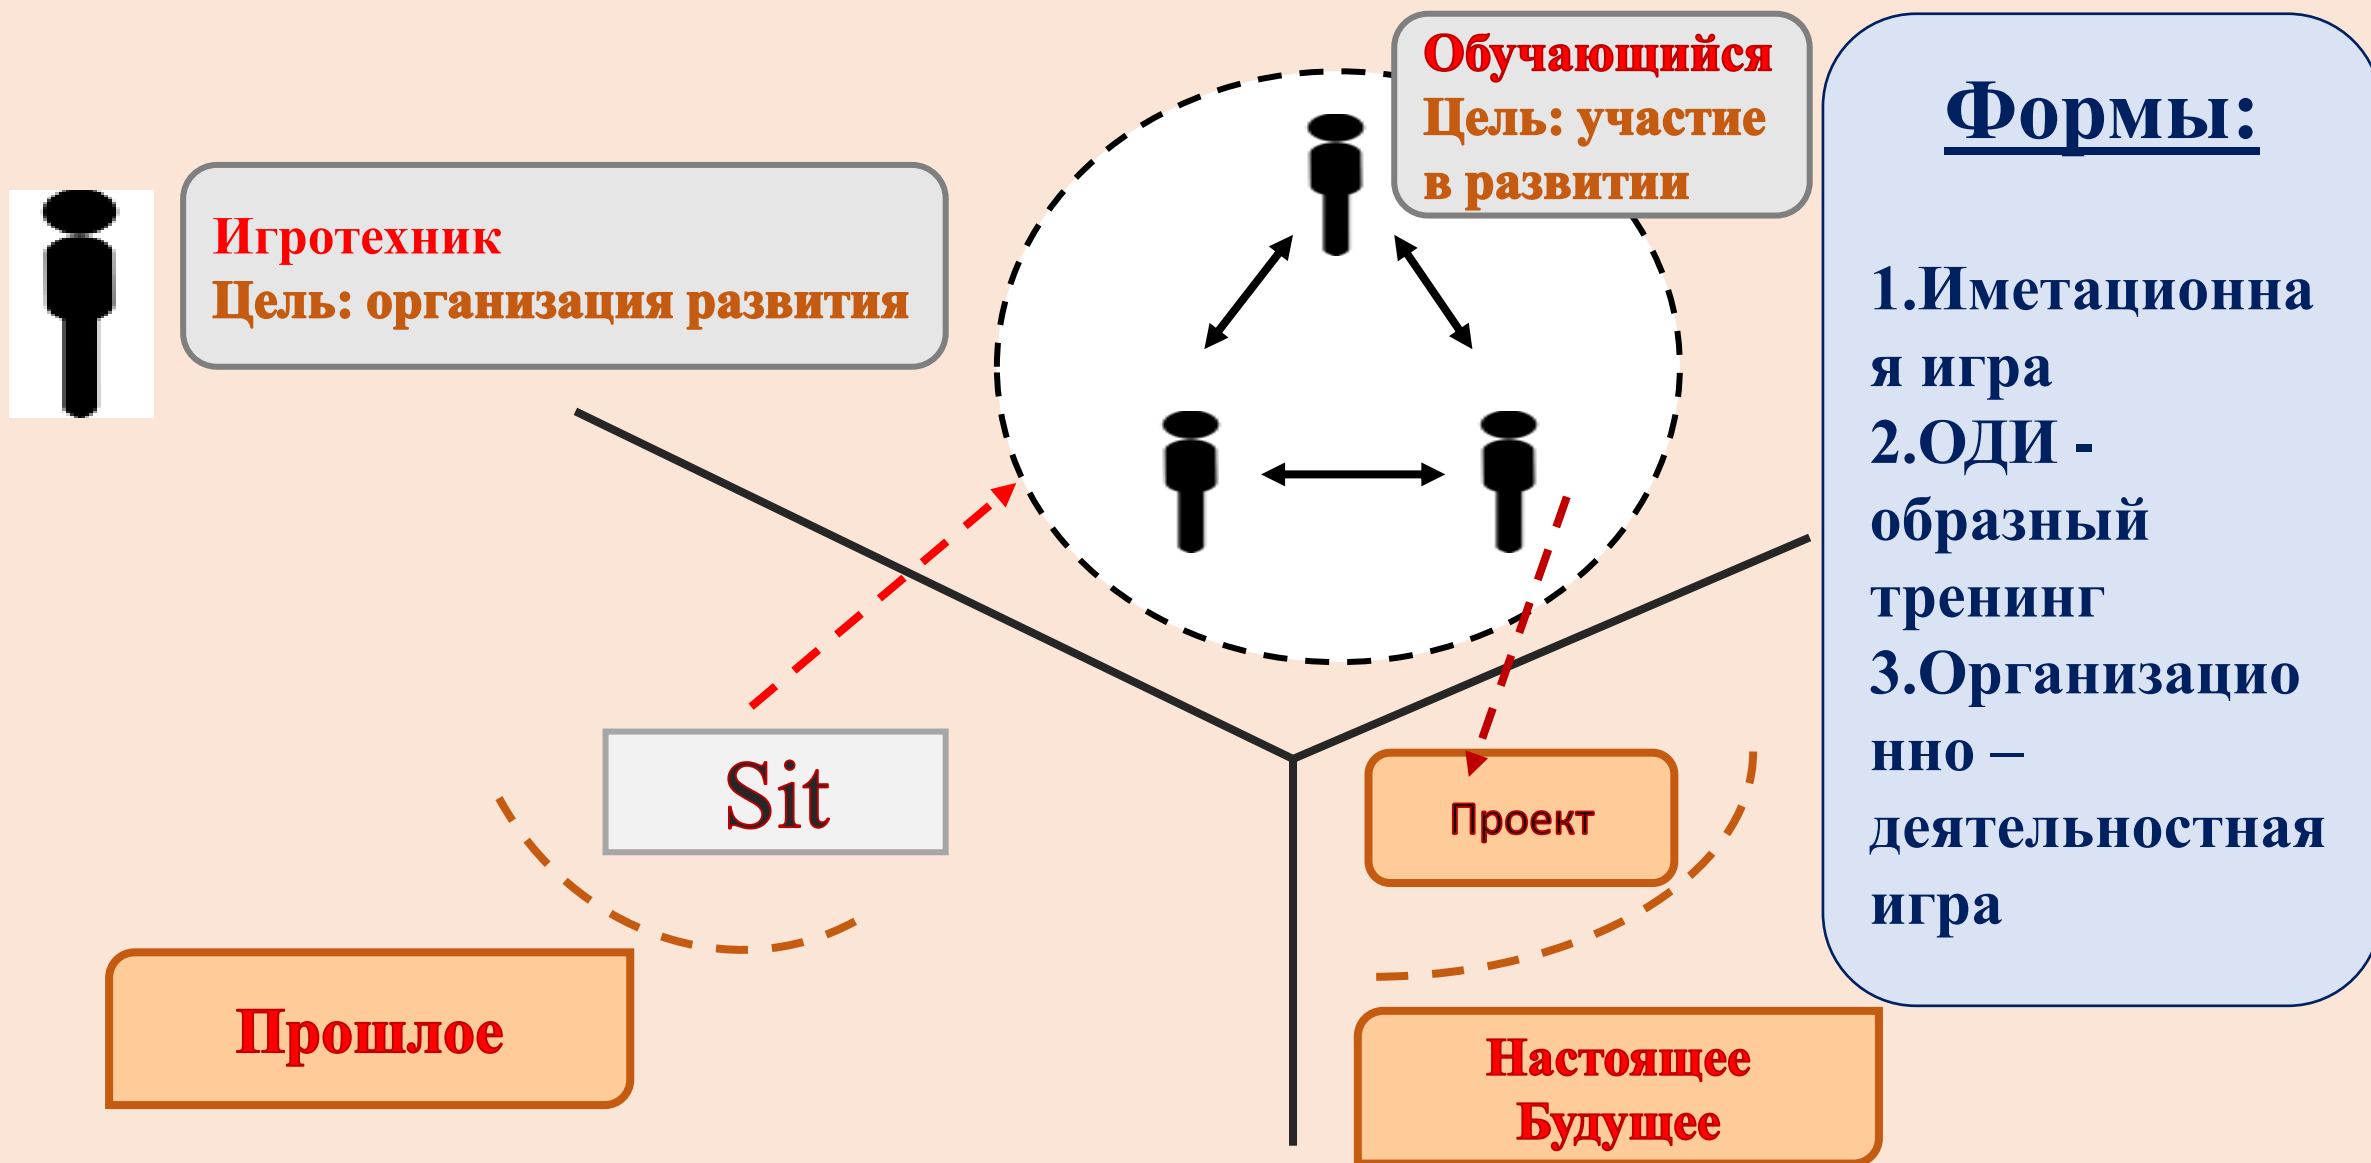 Обучающийся
Цель: участие
в развитии
Игротехник
Цель: организация развития
Формы:
1.Иметационна
я игра
2.ОДИ -
образный
тренинг
3.Организацио
нно –
деятельностная
игра
Sit
Проект
Прошлое
Настоящее
Будущее